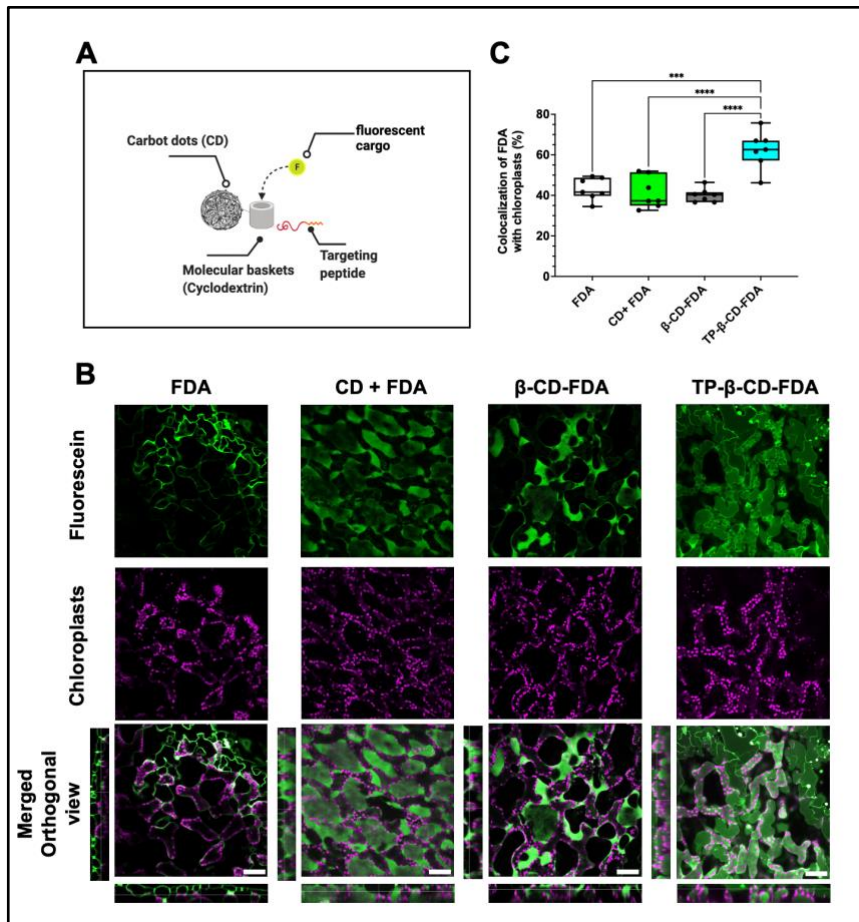 A
Carbot dots (CD)
fluorescent
cargo
F
Molecular baskets
(Cyclodextrin)
Targeting
peptide
C
***
****
****
Colocalization of FDA
with chloroplasts (%)
80
60
40
20
0
FDA
CD+ FDA
β-CD-FDA
TP-β-CD-FDA
B
FDA
CD + FDA
β-CD-FDA
TP-β-CD-FDA
Fluorescein
Chloroplasts
Merged
Orthogonal
view